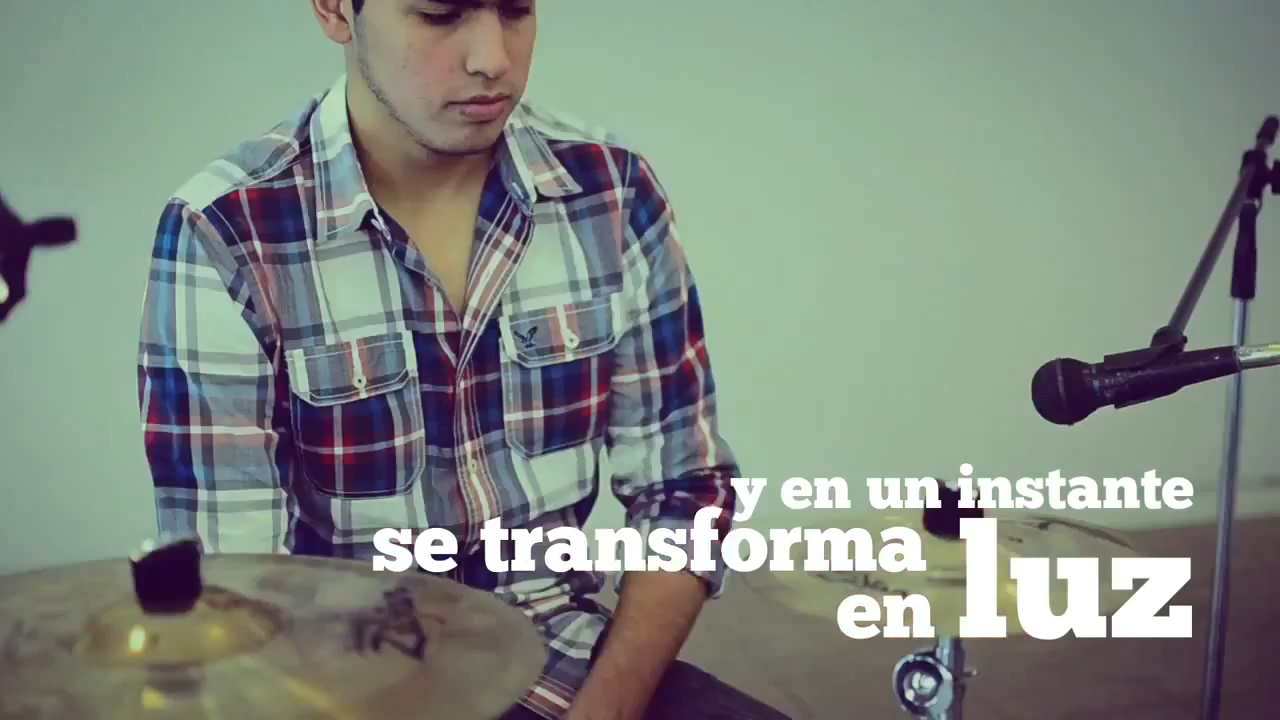 y en un instante
se transforma
en luz